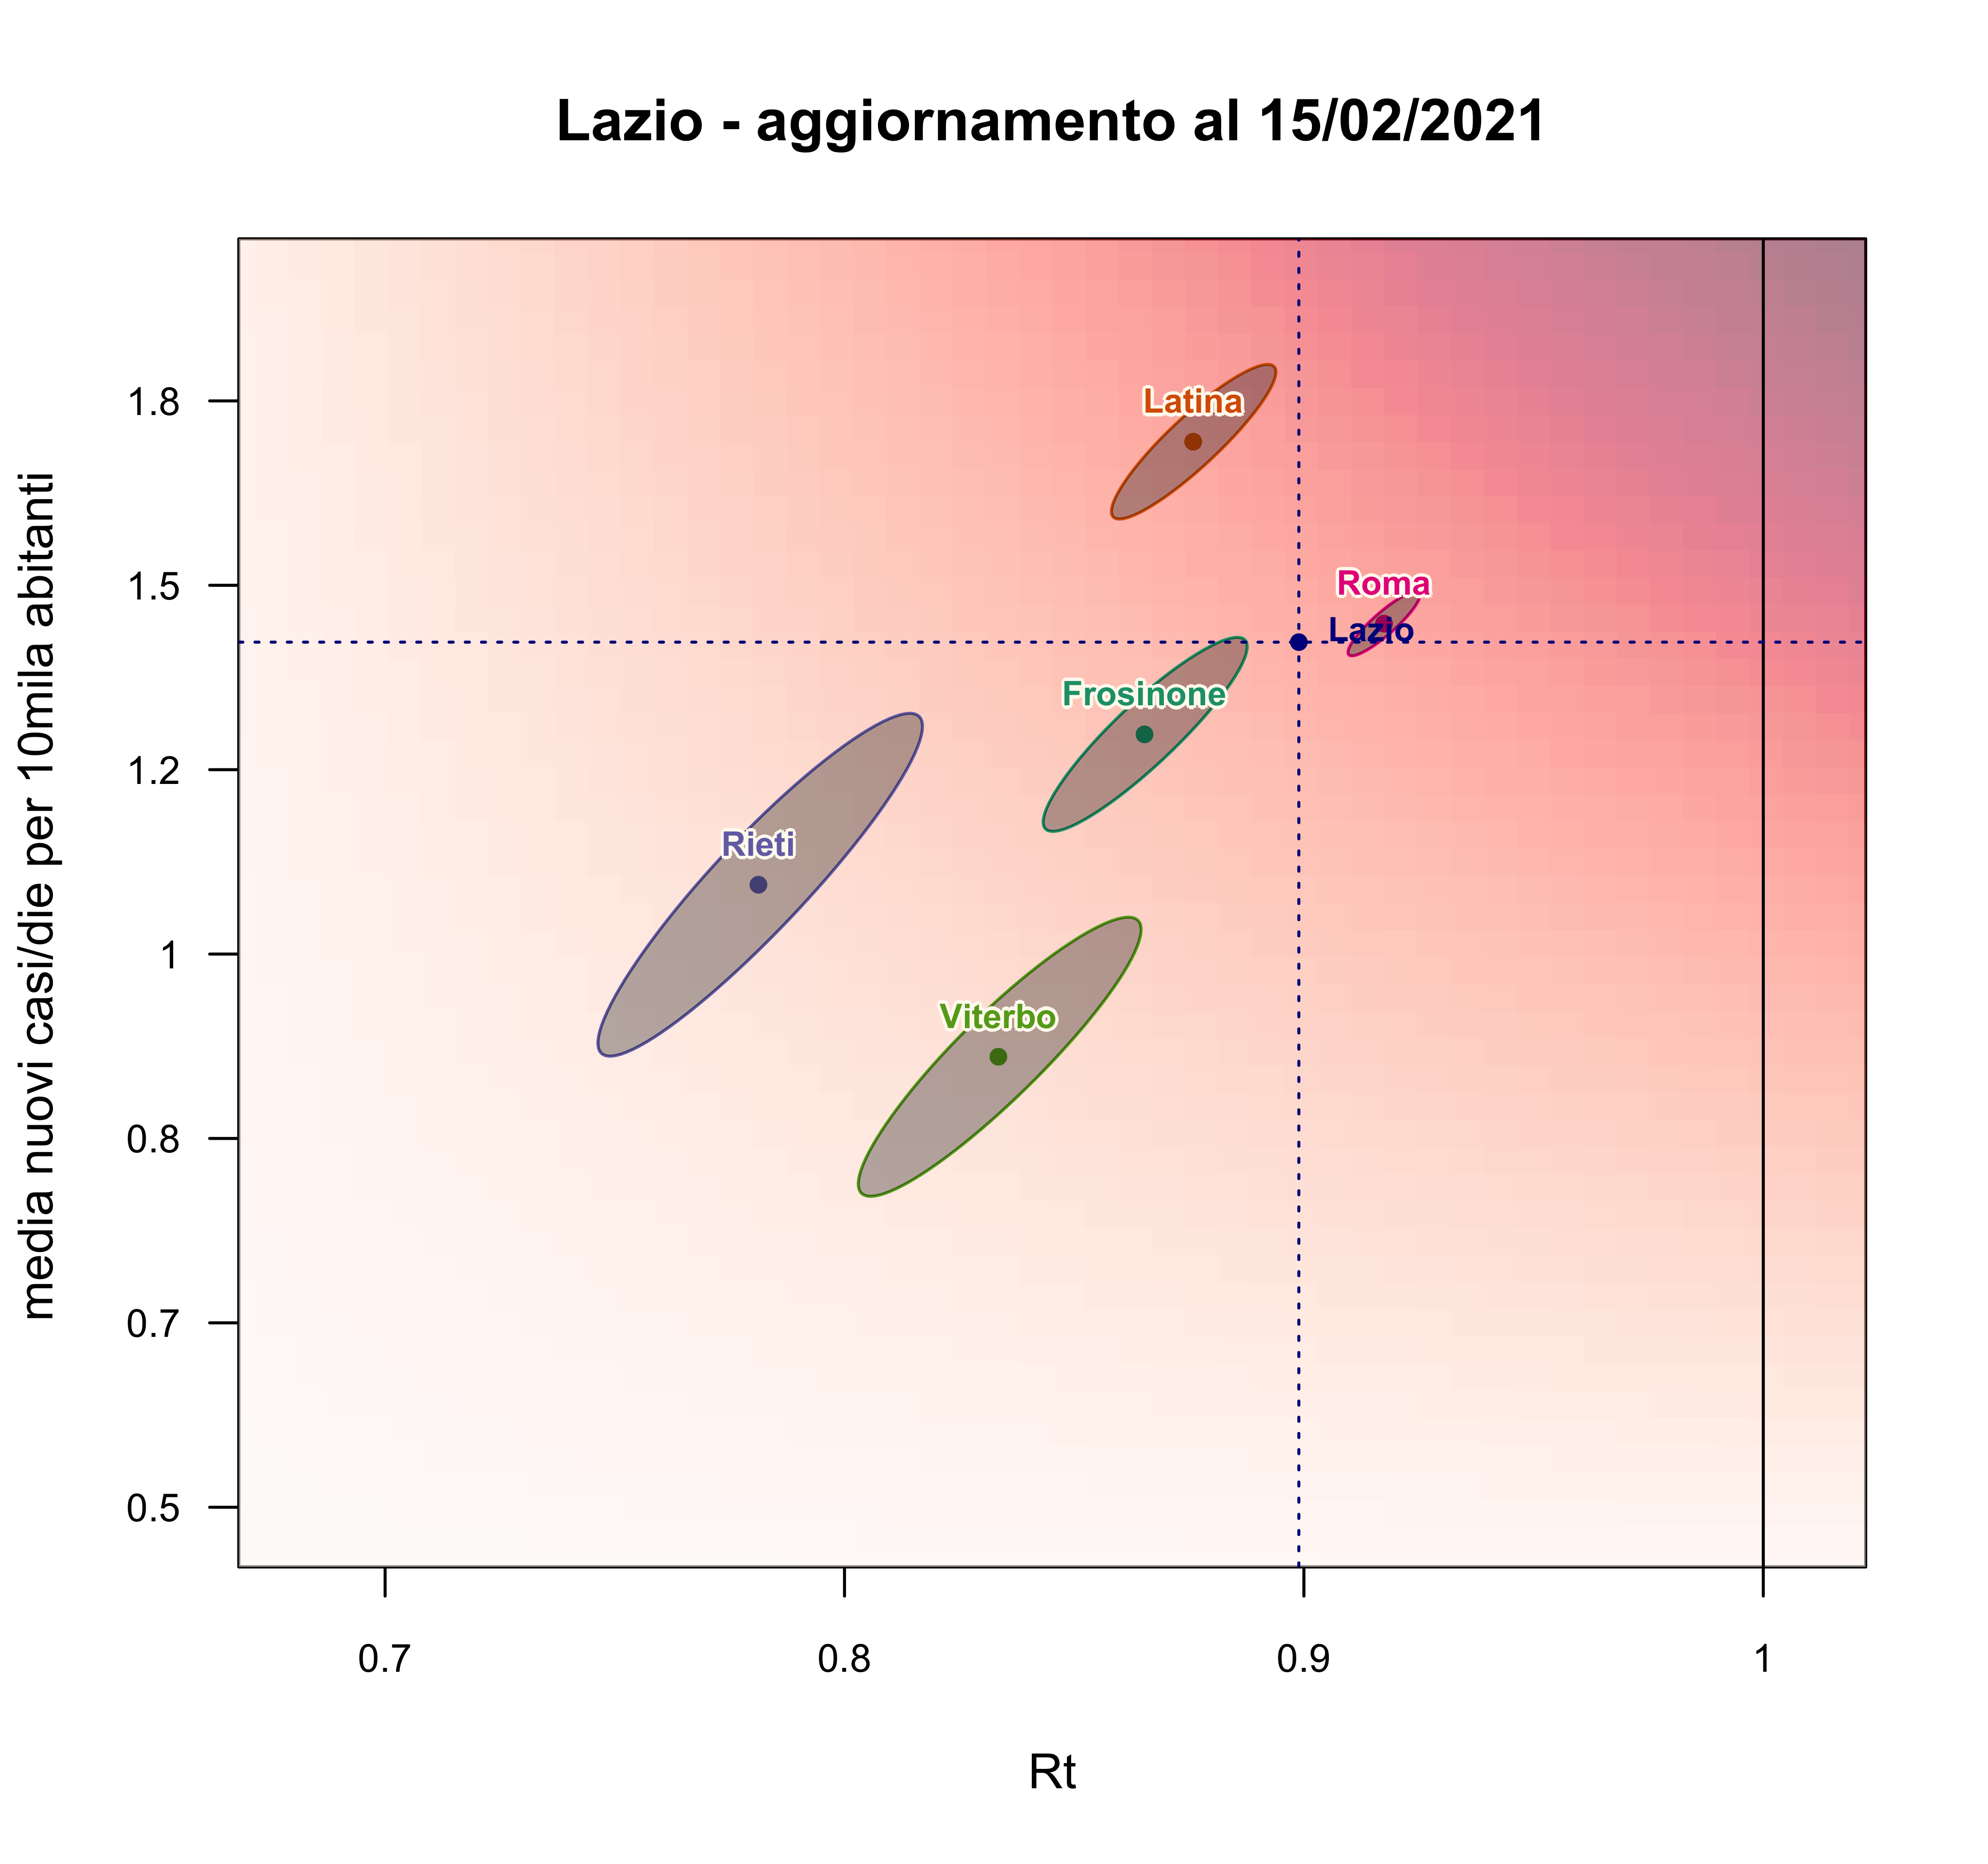 Lazio - aggiornamento al 15/02/2021
media nuovi casi/die per 10mila abitanti
1.8
1.5
1.2
1
0.8
0.7
0.5
Latina
Roma
Lazio
Frosinone
Rieti
Viterbo
0.7 0.8 0.9 1
Rt